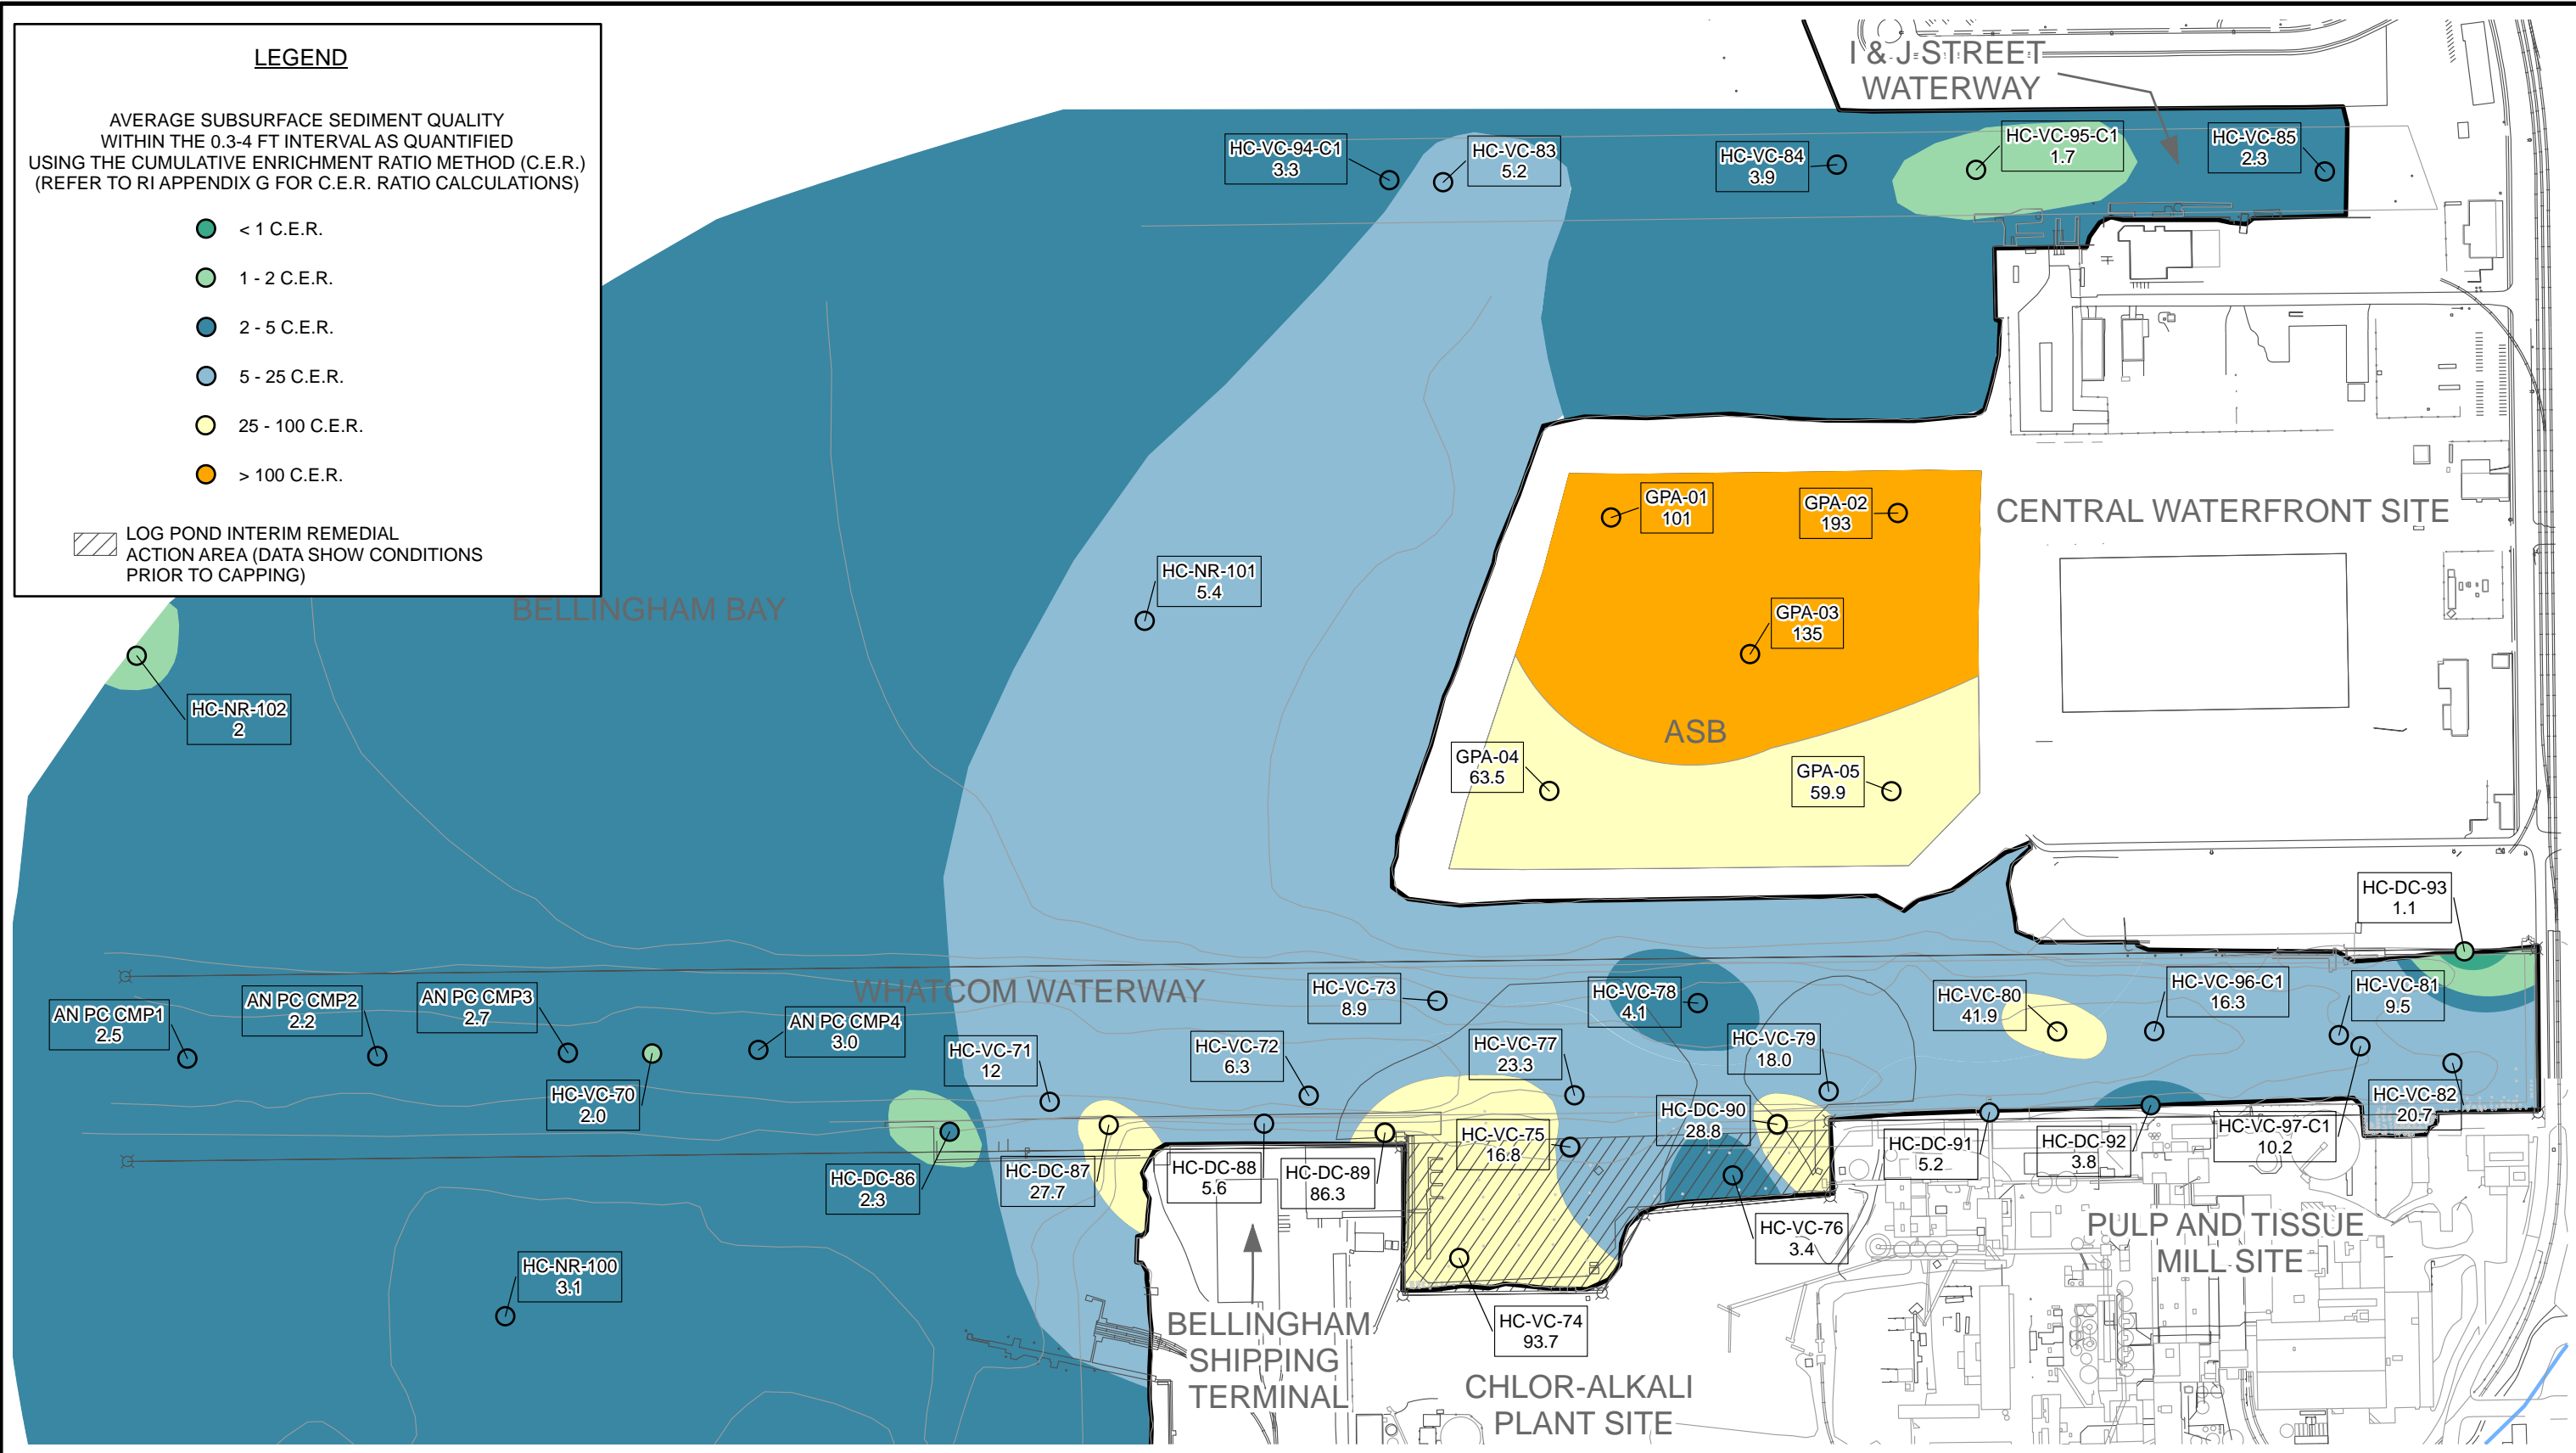 LEGEND
AVERAGE SUBSURFACE SEDIMENT QUALITY
WITHIN THE 0.3-4 FT INTERVAL AS QUANTIFIED
USING THE CUMULATIVE ENRICHMENT RATIO METHOD (C.E.R.)
(REFER TO RI APPENDIX G FOR C.E.R. RATIO CALCULATIONS)
< 1 C.E.R.
1 - 2 C.E.R.
2 - 5 C.E.R.
5 - 25 C.E.R.
25 - 100 C.E.R.
> 100 C.E.R.
LOG POND INTERIM REMEDIAL
ACTION AREA (DATA SHOW CONDITIONS
PRIOR TO CAPPING)
I & J STREET
WATERWAY
HC-VC-94-C1
3.3
HC-VC-83
5.2
HC-VC-84
3.9
HC-VC-95-C1
1.7
HC-VC-85
2.3
GPA-01
101
GPA-02
193
CENTRAL WATERFRONT SITE
HC-NR-101
5.4
BELLINGHAM BAY
GPA-03
135
HC-NR-102
2
ASB
GPA-04
63.5
GPA-05
59.9
HC-DC-93
1.1
WHATCOM WATERWAY
AN PC CMP1
2.5
AN PC CMP2
2.2
AN PC CMP3
2.7
AN PC CMP4
3.0
HC-VC-73
8.9
HC-VC-78
4.1
HC-VC-80
41.9
HC-VC-96-C1
16.3
HC-VC-81
9.5
HC-VC-70
2.0
HC-VC-71
12
HC-VC-72
6.3
HC-VC-77
23.3
HC-VC-79
18.0
HC-VC-82
20.7
HC-DC-86
2.3
HC-DC-87
27.7
HC-DC-88
5.6
HC-DC-89
86.3
HC-VC-75
16.8
HC-DC-90
28.8
HC-DC-91
5.2
HC-DC-92
3.8
HC-VC-97-C1
10.2
HC-VC-76
3.4
PULP AND TISSUE
MILL SITE
HC-NR-100
3.1
BELLINGHAM
SHIPPING
TERMINAL
HC-VC-74
93.7
CHLOR-ALKALI
PLANT SITE